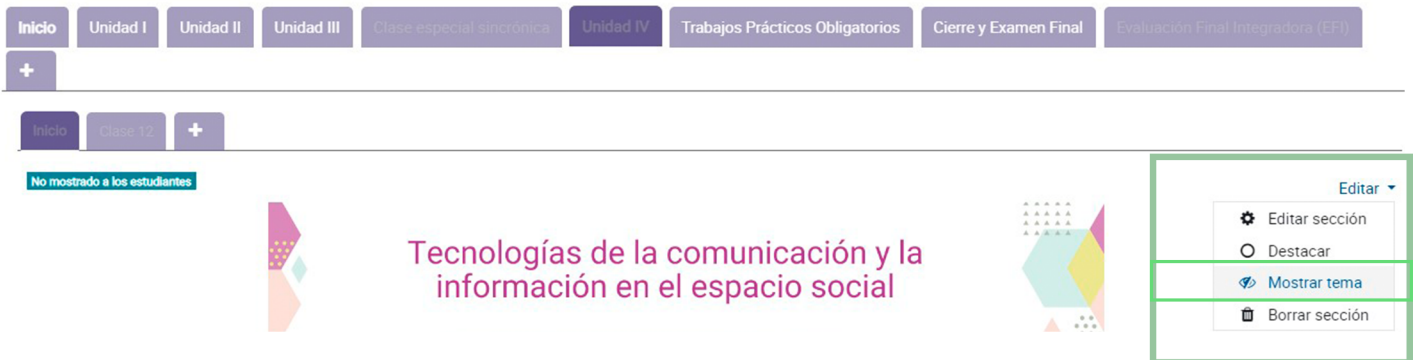 Inicio Unidad I Unidad II Unidad III Clase especial sincrónica Unidad IV Trabajos Prácticos Obligatorios Cierre y Examen Final Evaluación Final Integradora (EFI)
+
Inicio Clase 12 +
No mostrado a los estudiantes
Editar
Editar sección
Destacar
Mostrar tema
Borrar sección
Tecnologías de la comunicación y la
información en el espacio social